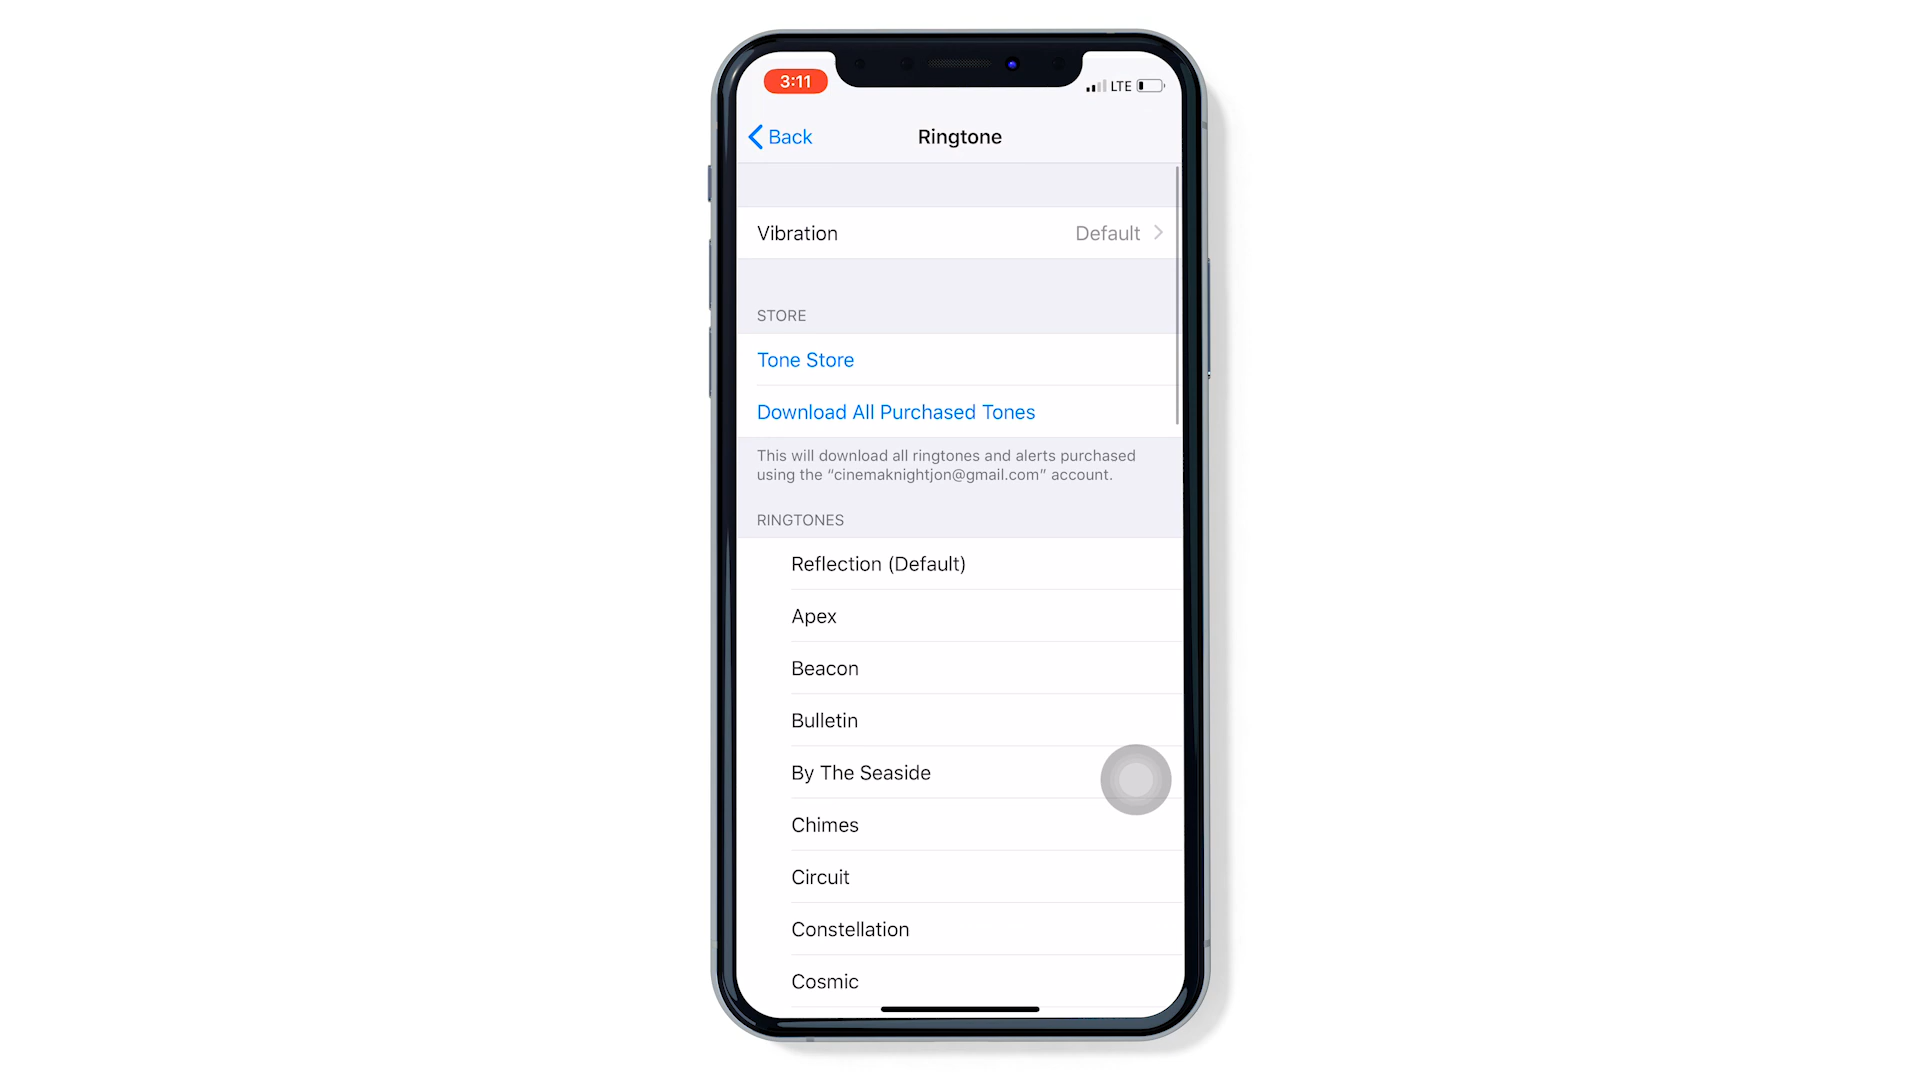 3:11
LTE
Back
Ringtone
Vibration
Default
STORE
Tone Store
Download All Purchased Tones
This will download all ringtones and alerts purchased
using the “cinemaknightjon@gmail.com” account.
RINGTONES
Reflection (Default)
Apex
Beacon
Bulletin
By The Seaside
Chimes
Circuit
Constellation
Cosmic